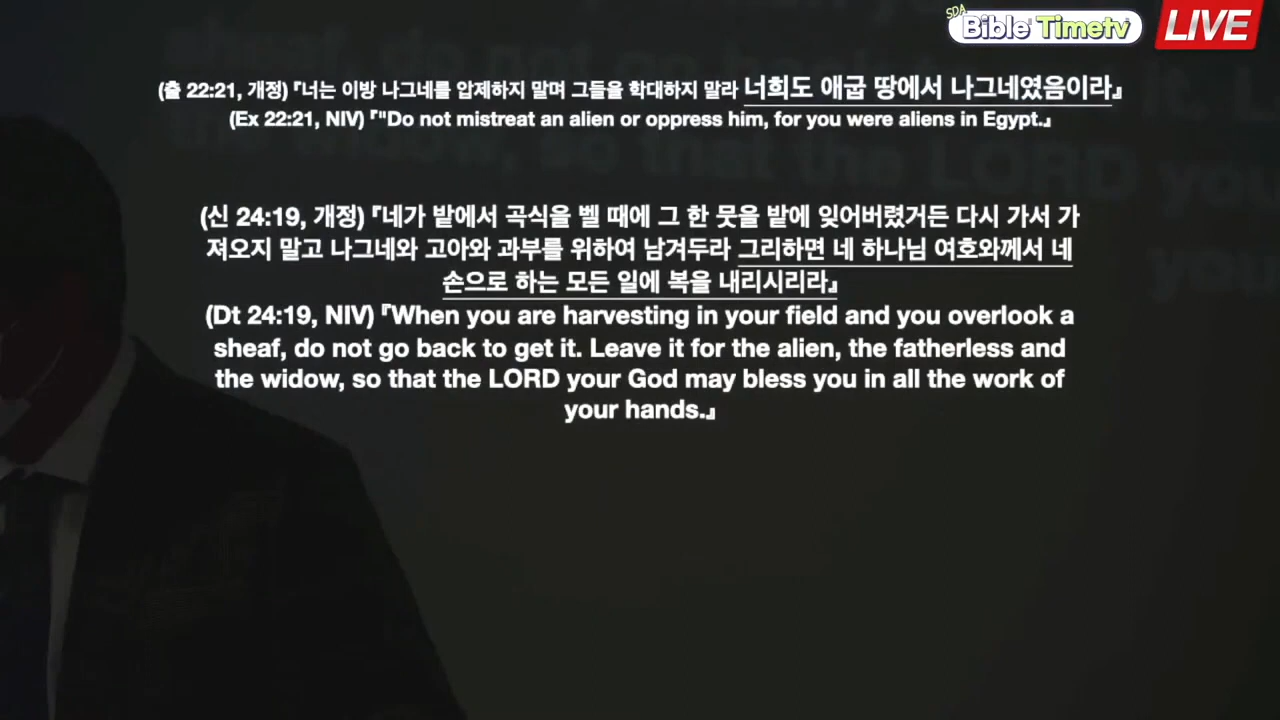 SDA
Bible Timetv
LIVE
(출 22:21, 개정) 『너는 이방 나그네를 압제하지 말며 그들을 학대하지 말라 너희도 애굽 땅에서 나그네였음이라』
(Ex 22:21, NIV) 『"Do not mistreat an alien or oppress him, for you were aliens in Egypt.』
(신 24:19, 개정) 『네가 밭에서 곡식을 벨 때에 그 한 뭇을 밭에 잊어버렸거든 다시 가서 가
져오지 말고 나그네와 고아와 과부를 위하여 남겨두라 그리하면 네 하나님 여호와께서 네
손으로 하는 모든 일에 복을 내리시리라』
(Dt 24:19, NIV) 『When you are harvesting in your field and you overlook a
sheaf, do not go back to get it. Leave it for the alien, the fatherless and
the widow, so that the LORD your God may bless you in all the work of
your hands.』